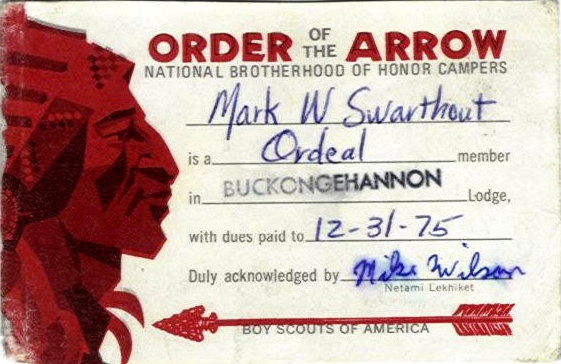 ORDER OF THE ARROW
NATIONAL BROTHERHOOD OF HONOR CAMPERS
Mark W Swarthout
is a Ordeal member
in BUCKONGEHANNON Lodge,
with dues paid to 12-31-75
Duly acknowledged by Mike Wilson
Netami Lekhiket
BOY SCOUTS OF AMERICA